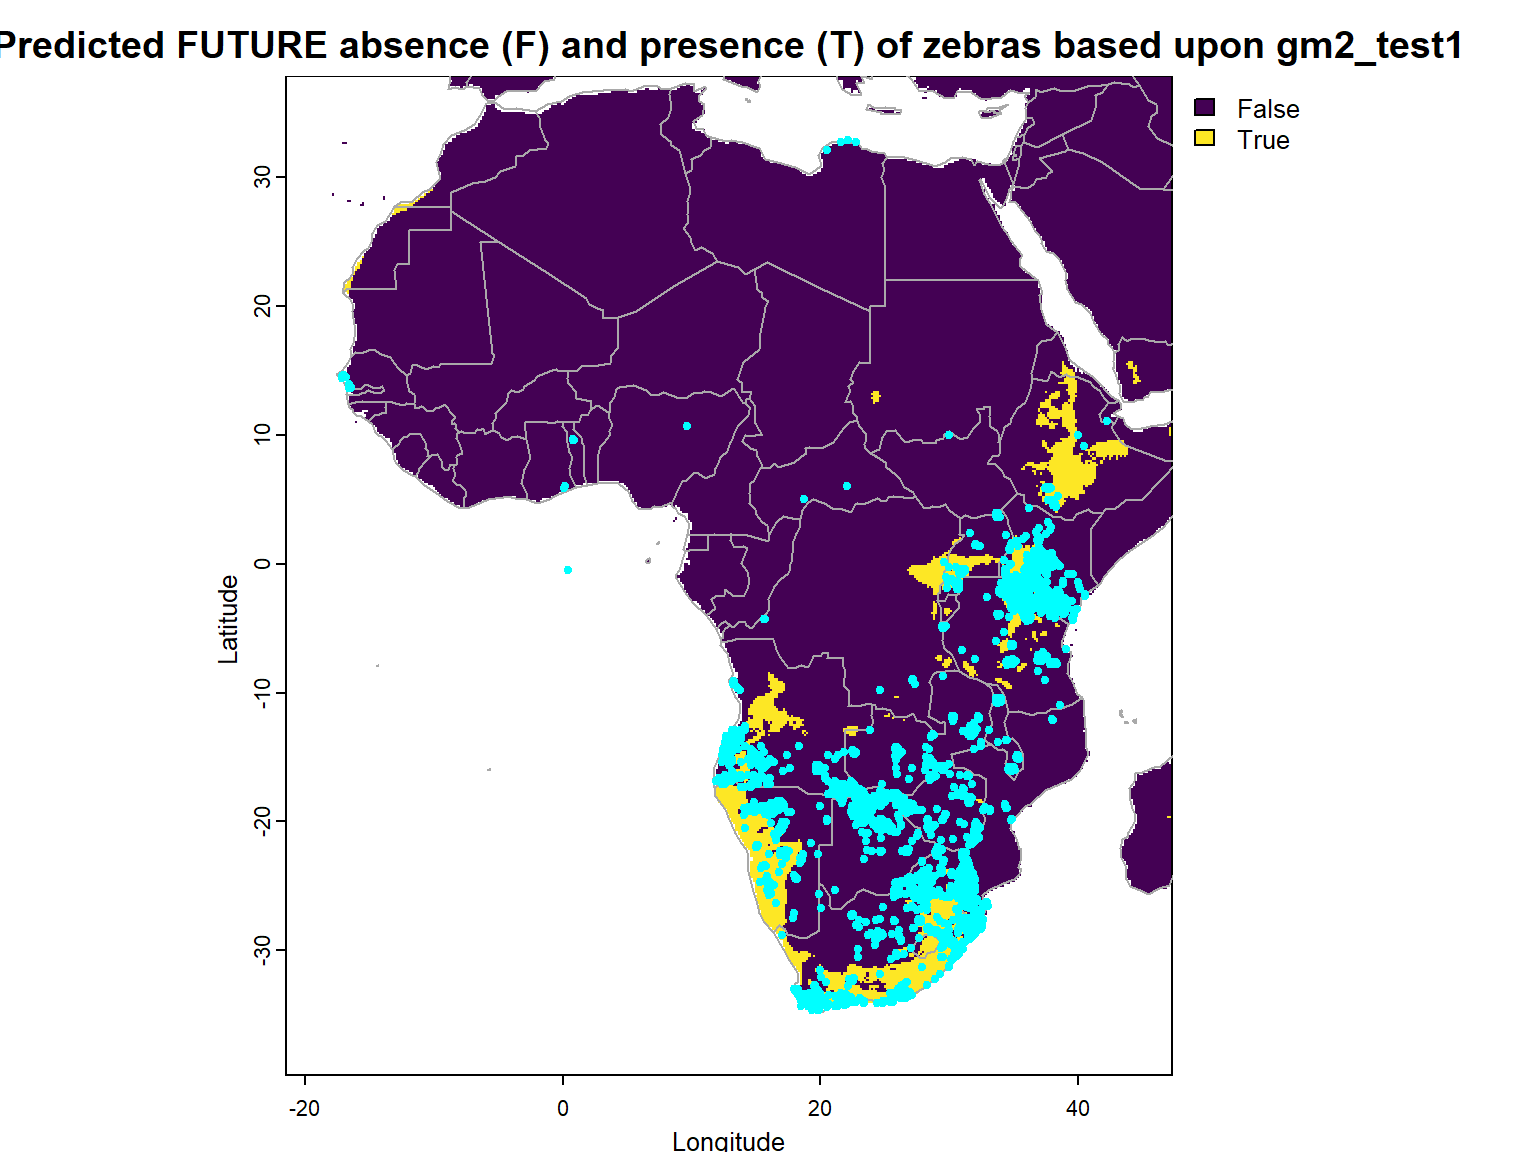 Predicted FUTURE absence (F) and presence (T) of zebras based upon gm2_test1
False
True
30
20
10
0
-10
-20
-30
Latitude
-20
0
20
40
Longitude